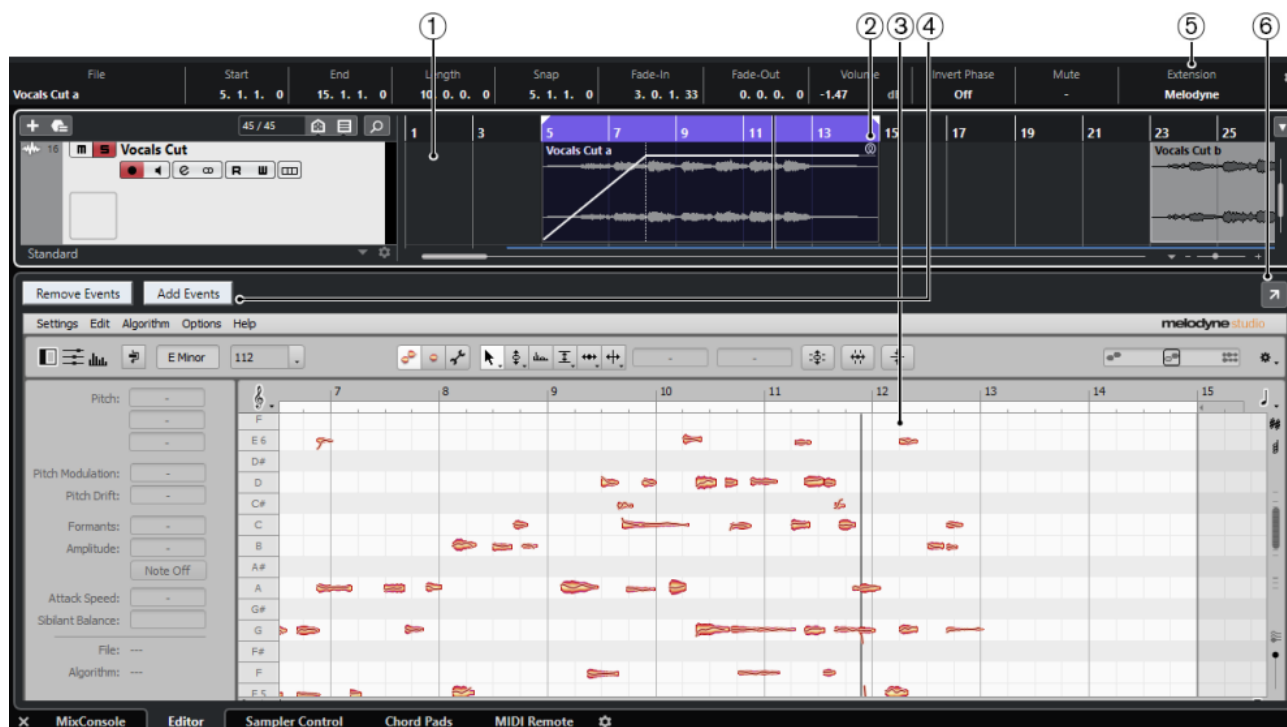 ① ② ③ ④ ⑤ ⑥
File Start End Length Snap Fade-In Fade-Out Volume Invert Phase Mute Extension
Vocals Cut a 5. 1. 1. 0 15. 1. 1. 0 10. 0. 0. 0 5. 1. 1. 0 3. 0. 1. 33 0. 0. 0. 0 -1.47 dB Off - Melodyne
45 / 45 1 3 5 7 9 11 13 15 17 19 21 23 25
16 m S Vocals Cut Vocals Cut a Vocals Cut b
e R W
Standard
Remove Events Add Events
Settings Edit Algorithm Options Help melodyne studio
E Minor 112 - -
7 8 9 10 11 12 13 14 15
Pitch: -
- F
- E 6
D#
Pitch Modulation: - D
Pitch Drift: -
C#
Formants: - C
Amplitude: - B
Note Off A#
Attack Speed: - A
Sibilant Balance: G#
G
File: --- F#
Algorithm: --- F
E 5
X MixConsole Editor Sampler Control Chord Pads MIDI Remote